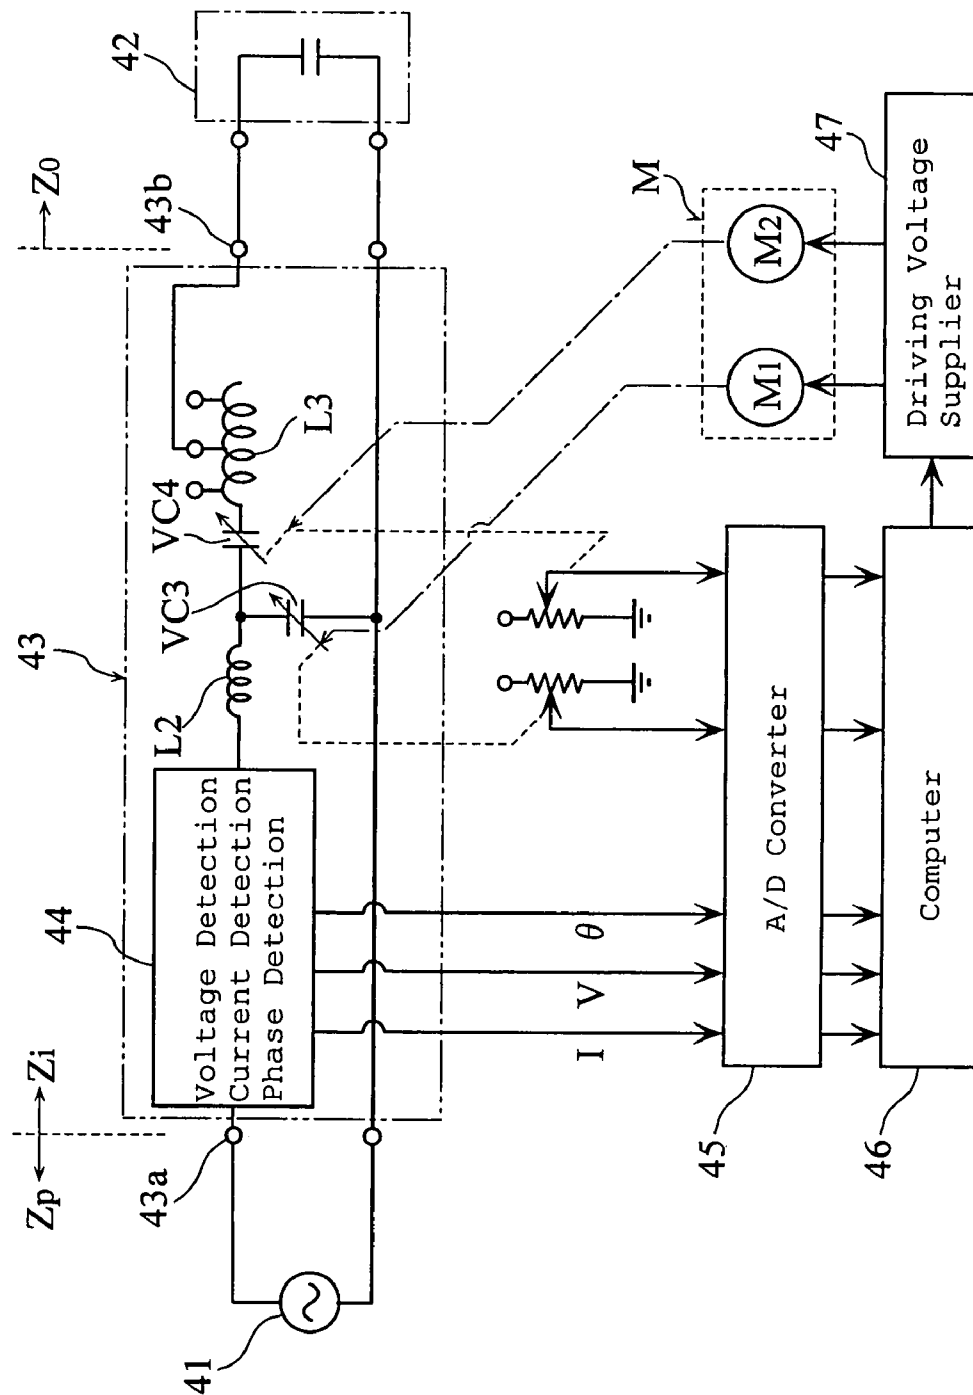 Zp
Zi
Z0
41
43a
44
43
42
43b
Voltage Detection
Current Detection
Phase Detection
L2
VC3
VC4
L3
I
V
θ
M
M1
M2
45
A/D Converter
46
Computer
47
Driving Voltage
Supplier